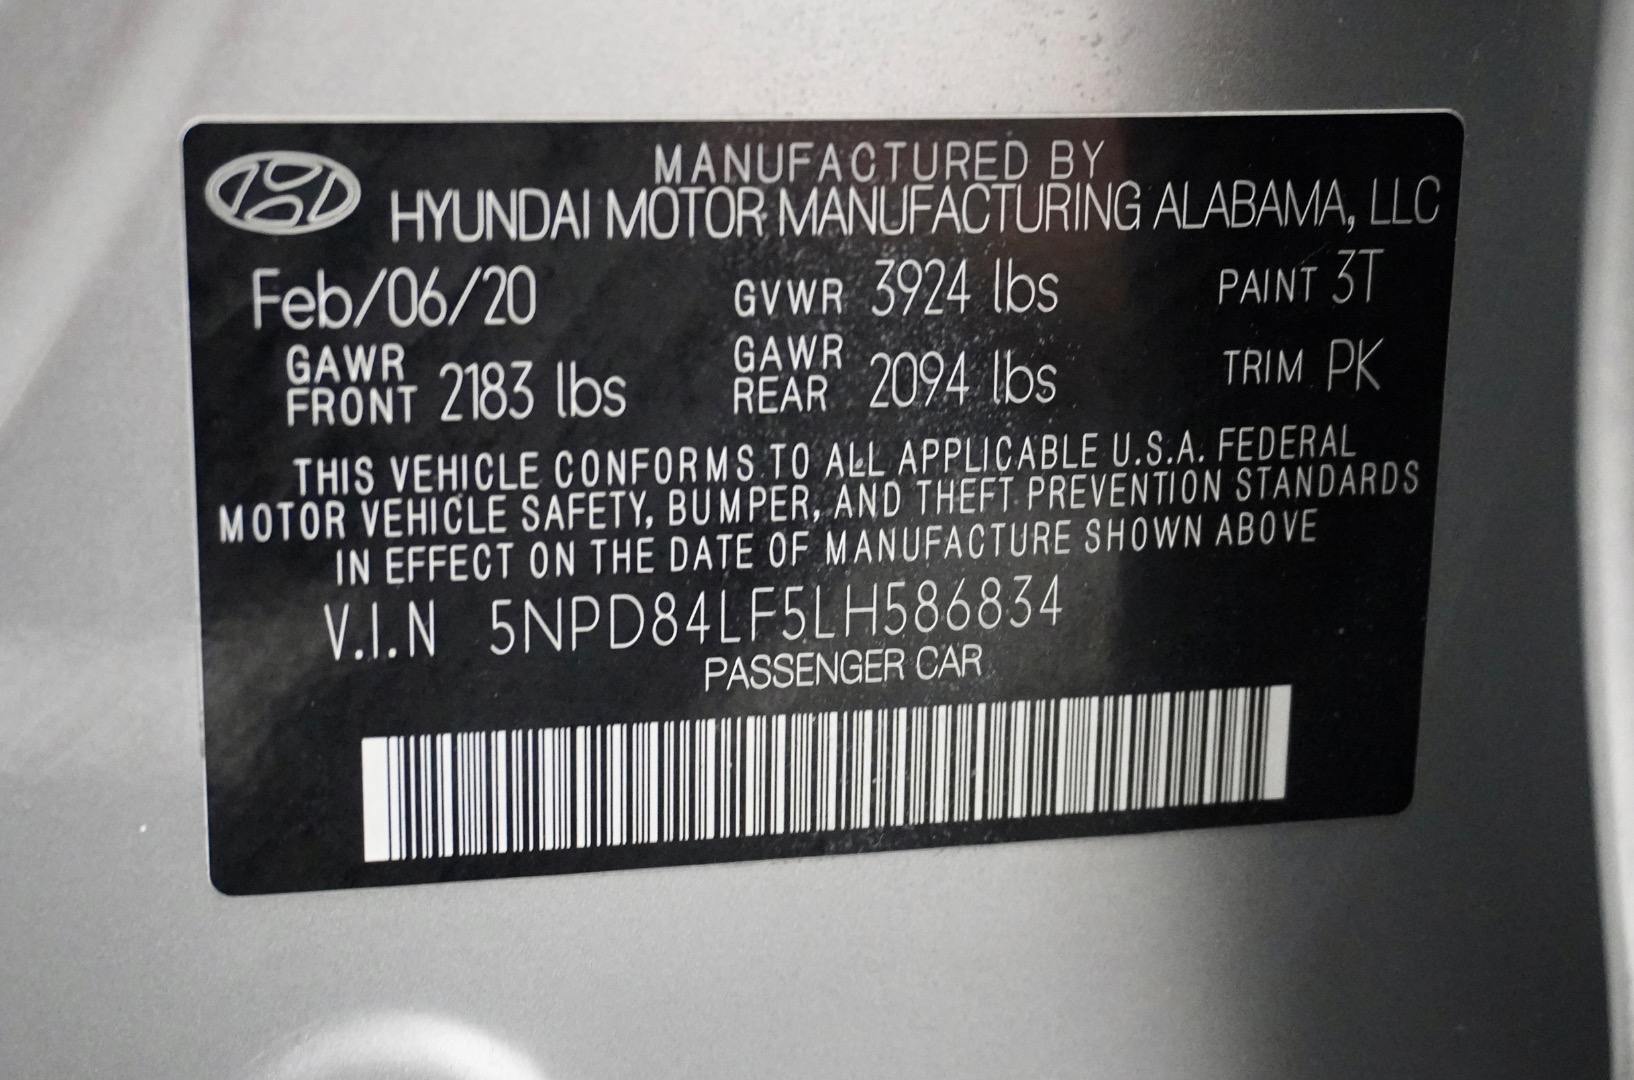 MANUFACTURED BY
HYUNDAI MOTOR MANUFACTURING ALABAMA, LLC
Feb/06/20 GVWR 3924 lbs PAINT 3T
GAWR FRONT 2183 lbs GAWR REAR 2094 lbs TRIM PK
THIS VEHICLE CONFORMS TO ALL APPLICABLE U.S.A. FEDERAL
MOTOR VEHICLE SAFETY, BUMPER, AND THEFT PREVENTION STANDARDS
IN EFFECT ON THE DATE OF MANUFACTURE SHOWN ABOVE
V.I.N 5NPD84LF5LH586834
PASSENGER CAR